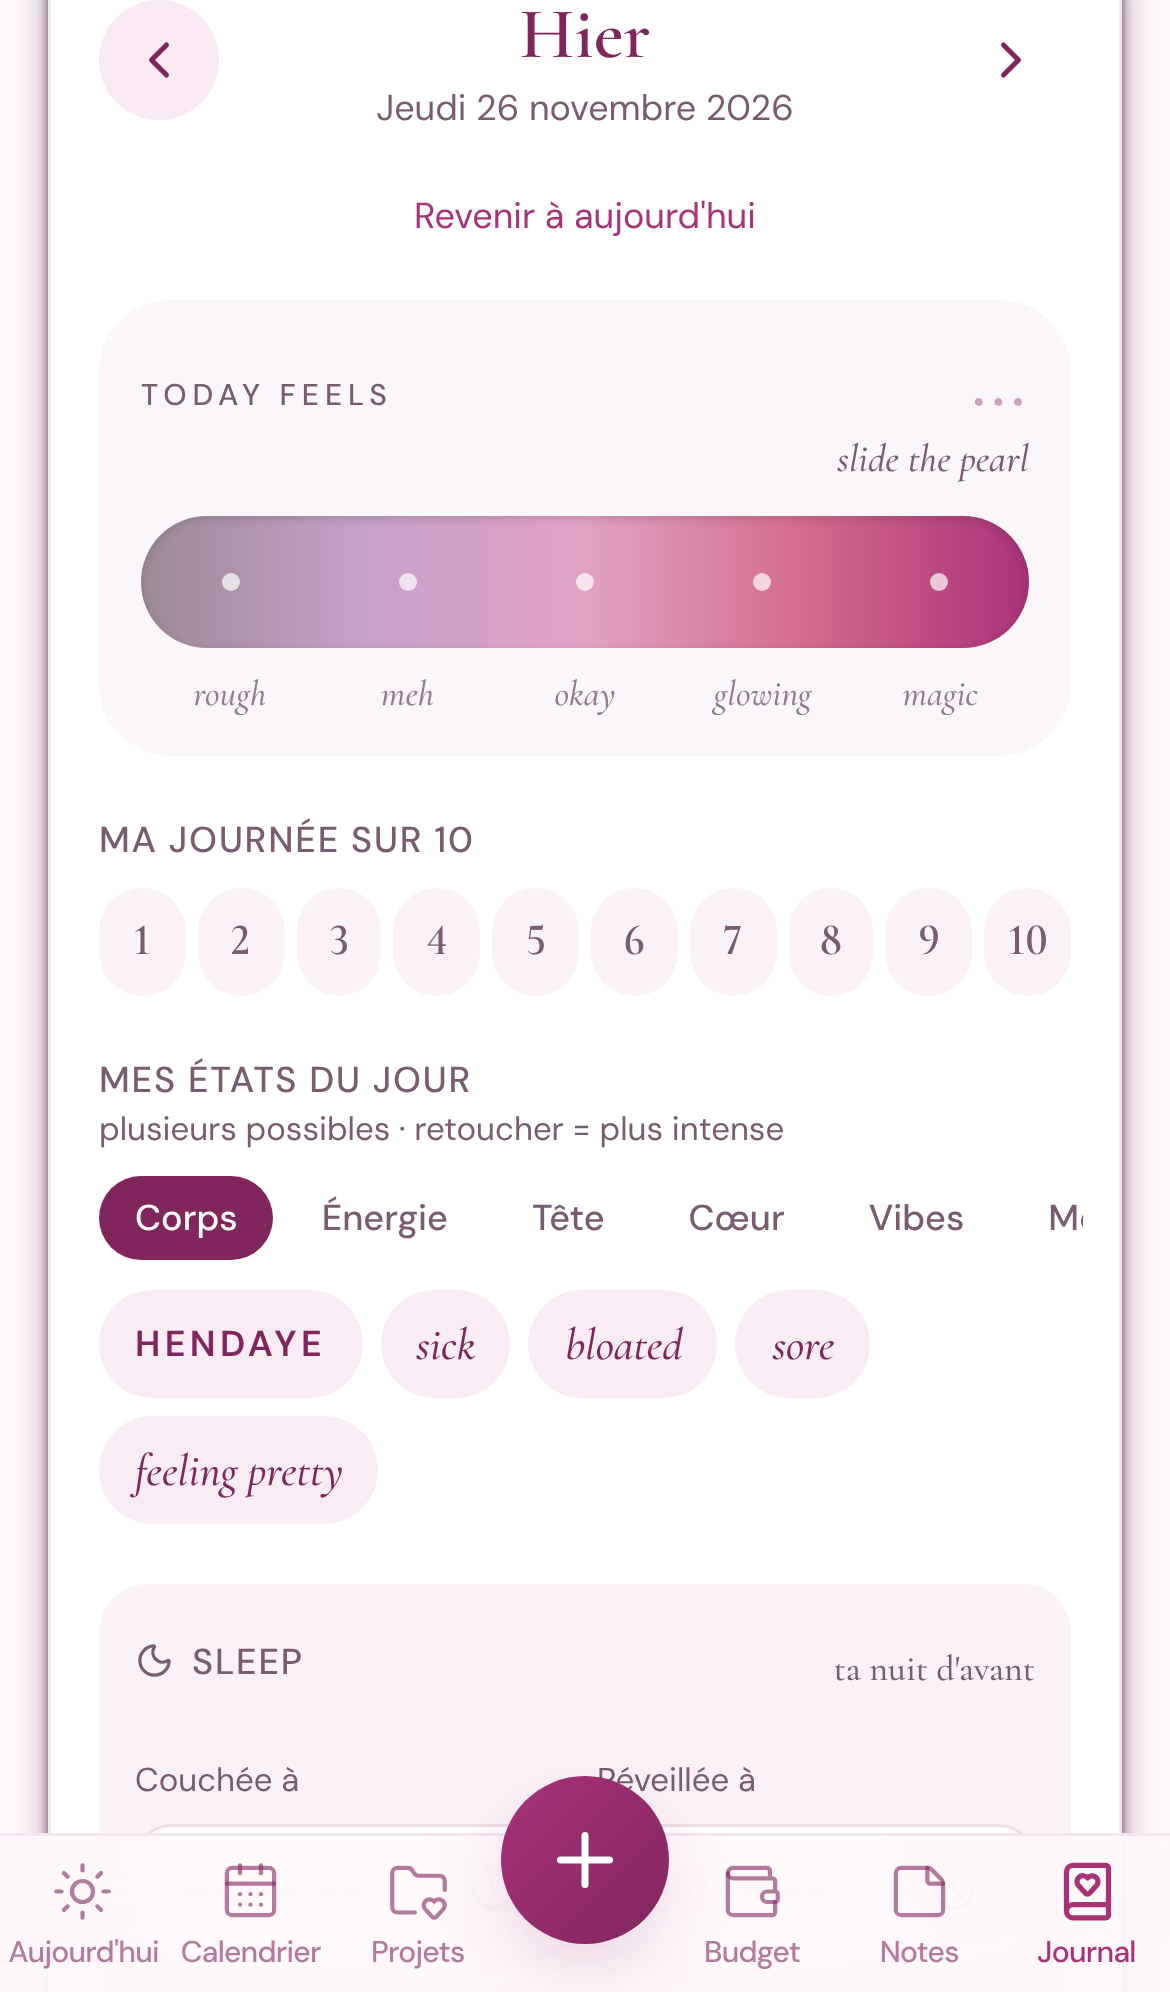 Hier
Jeudi 26 novembre 2026
Revenir à aujourd'hui
TODAY FEELS
...
slide the pearl
rough meh okay glowing magic
MA JOURNÉE SUR 10
1 2 3 4 5 6 7 8 9 10
MES ÉTATS DU JOUR
plusieurs possibles · retoucher = plus intense
Corps Énergie Tête Cœur Vibes
HENDAYE sick bloated sore
feeling pretty
SLEEP ta nuit d'avant
Couchée à Réveillée à
Aujourd'hui Calendrier Projets Budget Notes Journal